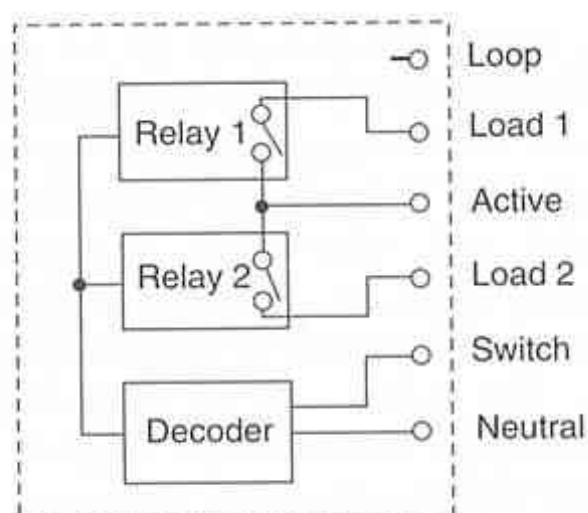 Loop
Relay 1
Load 1
Active
Relay 2
Load 2
Switch
Decoder
Neutral